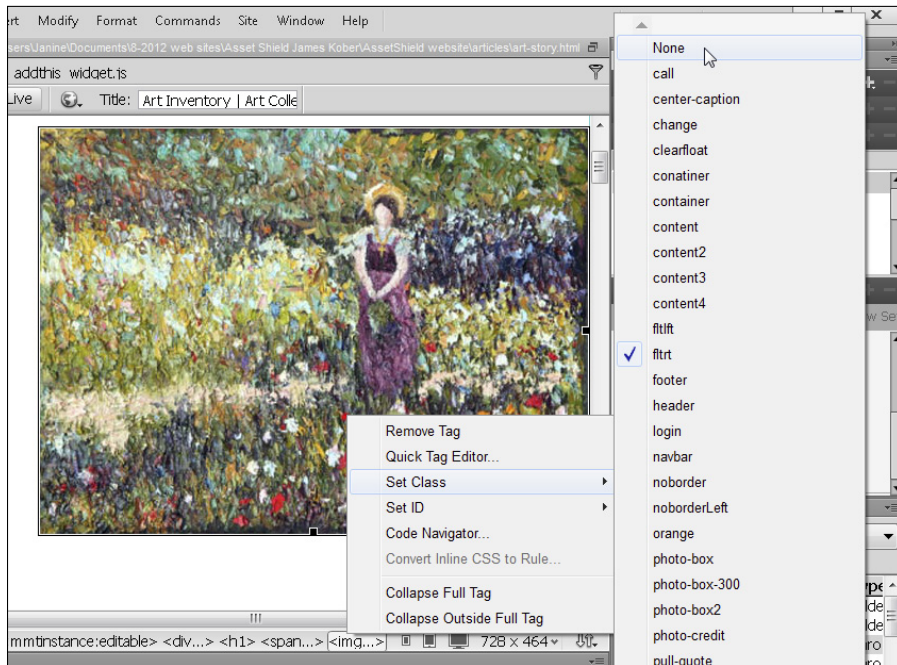 ert Modify Format Commands Site Window Help
sers\Janine\Documents\8-2012 web sites\Asset Shield James Kober\AssetShield website\articles\art-story.html
addthis_widget.js
Live Title: Art Inventory | Art Colle
None
call
center-caption
change
clearfloat
conatiner
container
content
content2
content3
content4
fltlft
fltrt
footer
header
login
navbar
noborder
noborderLeft
orange
photo-box
photo-box-300
photo-box2
photo-credit
pull-quote
Remove Tag
Quick Tag Editor...
Set Class
Set ID
Code Navigator...
Convert Inline CSS to Rule...
Collapse Full Tag
Collapse Outside Full Tag
mmtinstance:editable> <div...> <h1> <span...> <img...> 728 x 464